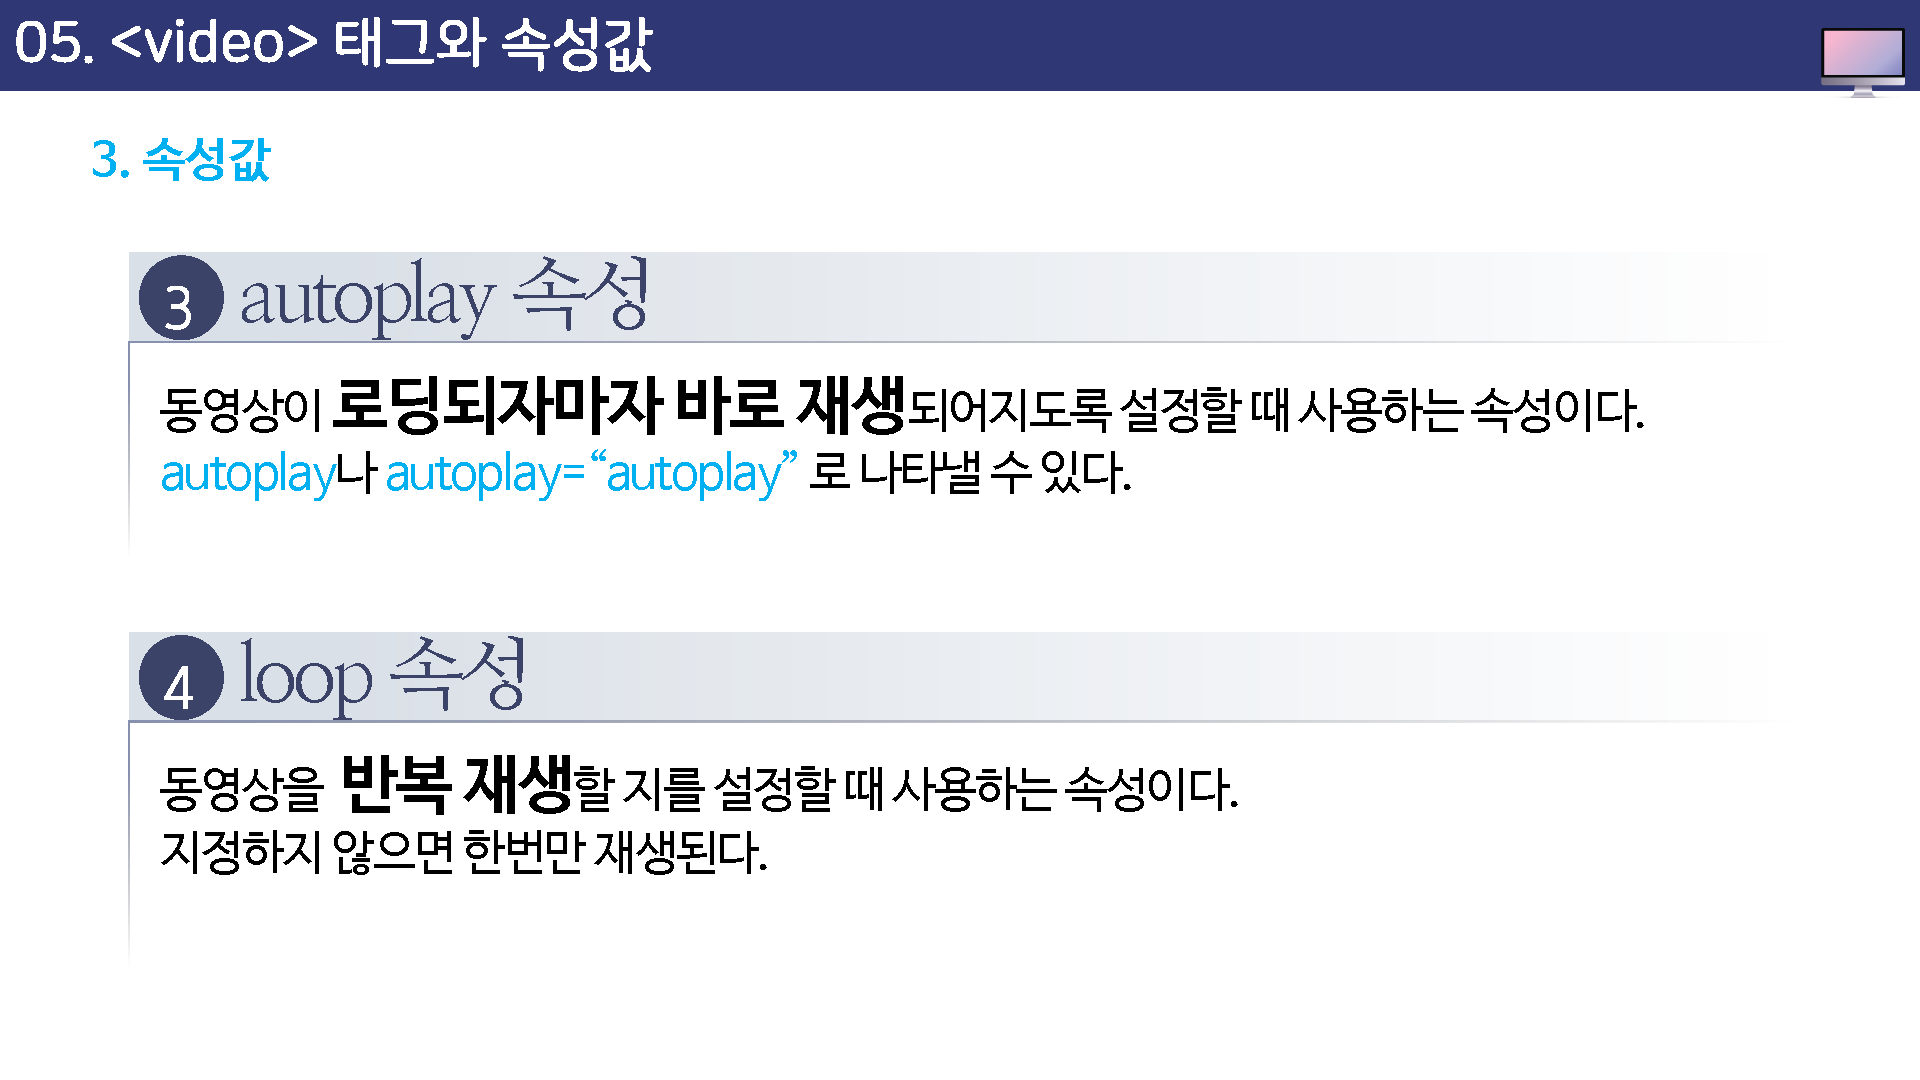 05. <video> 태그와 속성값
3. 속성값
3 autoplay 속성
동영상이 로딩되자마자 바로 재생되어지도록 설정할 때 사용하는 속성이다.
autoplay나 autoplay=“autoplay” 로 나타낼 수 있다.
4 loop 속성
동영상을 반복 재생할 지를 설정할 때 사용하는 속성이다.
지정하지 않으면 한번만 재생된다.